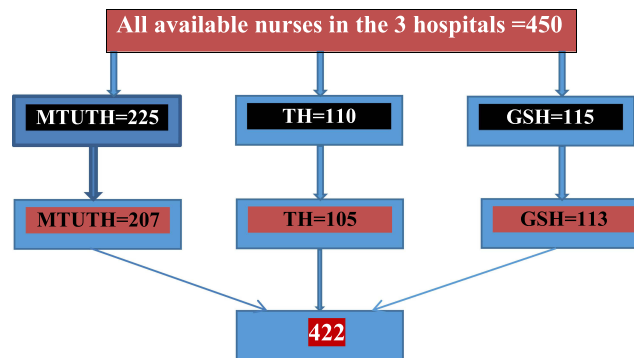 All available nurses in the 3 hospitals =450
MTUTH=225
TH=110
GSH=115
MTUTH=207
TH=105
GSH=113
422